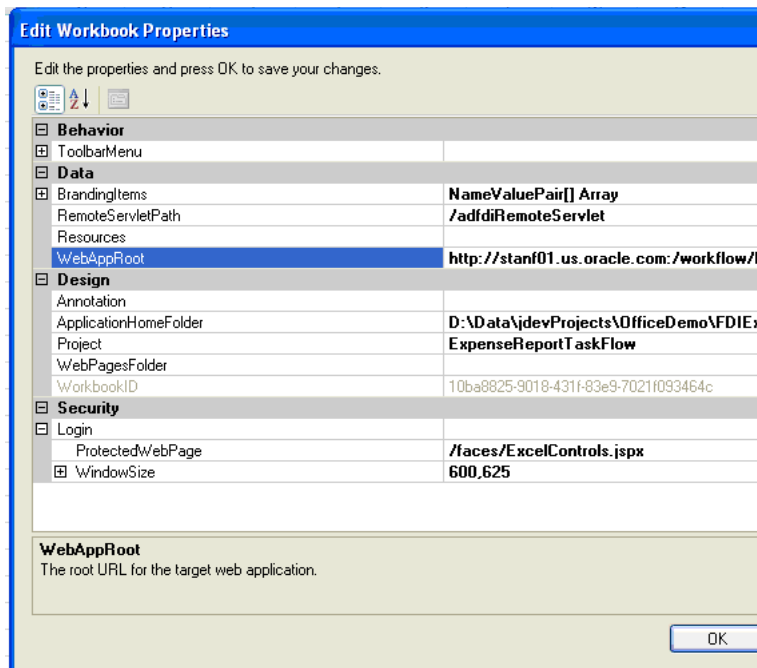 Edit Workbook Properties
Edit the properties and press OK to save your changes.
Behavior
ToolbarMenu
Data
BrandingItems NameValuePair[] Array
RemoteServletPath /adfdiRemoteServlet
Resources
WebAppRoot http://stanf01.us.oracle.com:/workflow/
Design
Annotation
ApplicationHomeFolder D:\Data\jdevProjects\OfficeDemo\FDIEx
Project ExpenseReportTaskFlow
WebPagesFolder
WorkbookID 10ba8825-9018-431f-83e9-7021f093464c
Security
Login
ProtectedWebPage /faces/ExcelControls.jspx
WindowSize 600,625
WebAppRoot
The root URL for the target web application.
OK